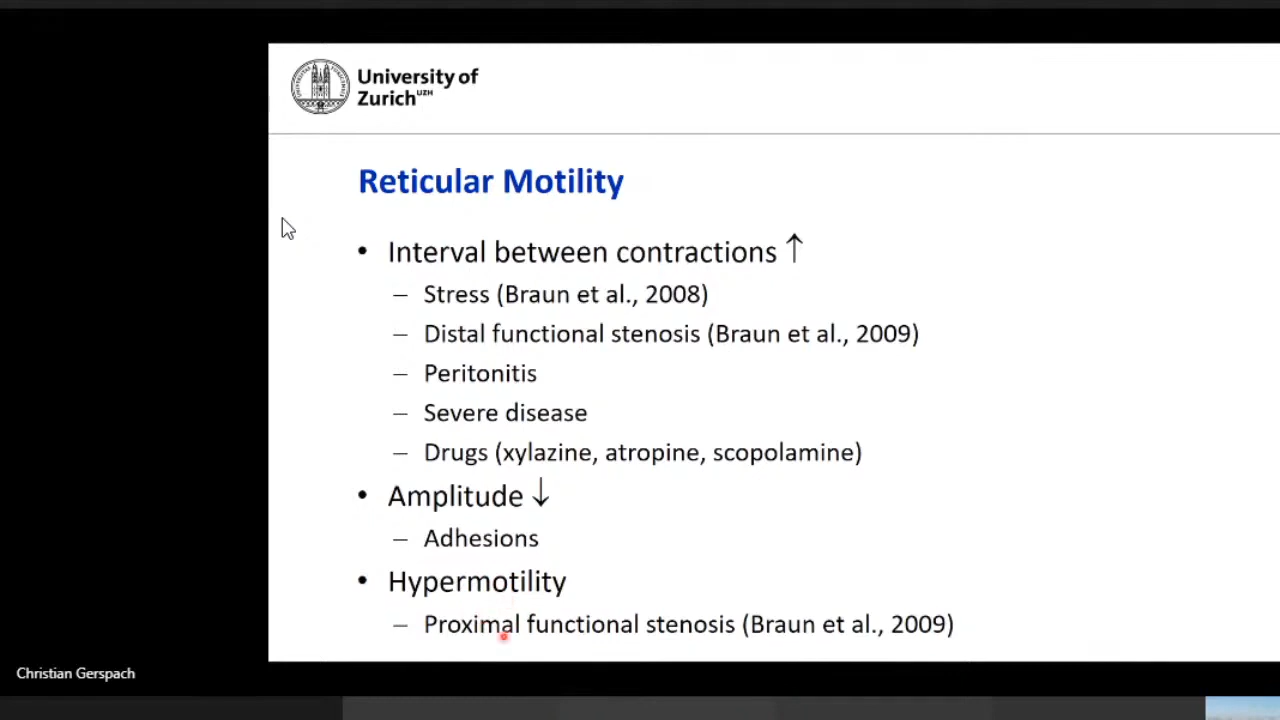 University of
Zurich UZH
Reticular Motility
• Interval between contractions ↑
– Stress (Braun et al., 2008)
– Distal functional stenosis (Braun et al., 2009)
– Peritonitis
– Severe disease
– Drugs (xylazine, atropine, scopolamine)
• Amplitude ↓
– Adhesions
• Hypermotility
– Proximal functional stenosis (Braun et al., 2009)
Christian Gerspach